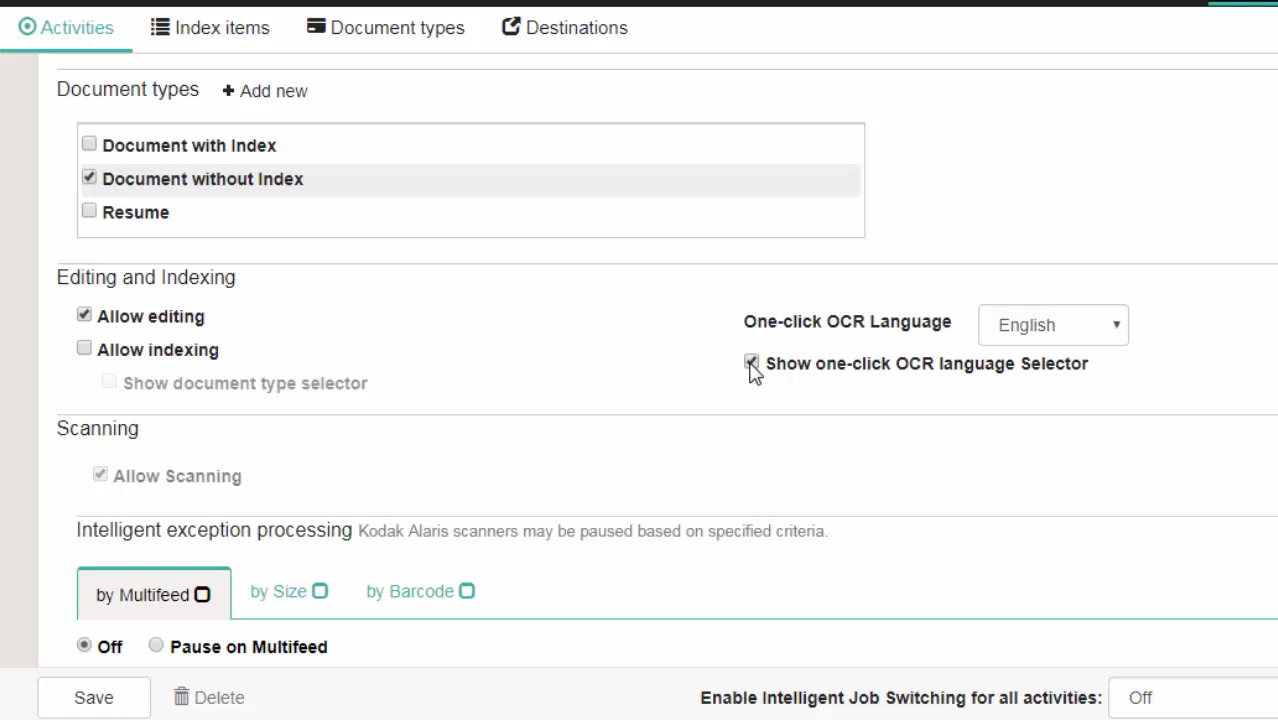 Activities Index items Document types Destinations
Document types Add new
Document with Index
Document without Index
Resume
Editing and Indexing
Allow editing
One-click OCR Language English
Allow indexing
Show one-click OCR language Selector
Show document type selector
Scanning
Allow Scanning
Intelligent exception processing Kodak Alaris scanners may be paused based on specified criteria.
by Multifeed by Size by Barcode
Off Pause on Multifeed
Save Delete Enable Intelligent Job Switching for all activities: Off